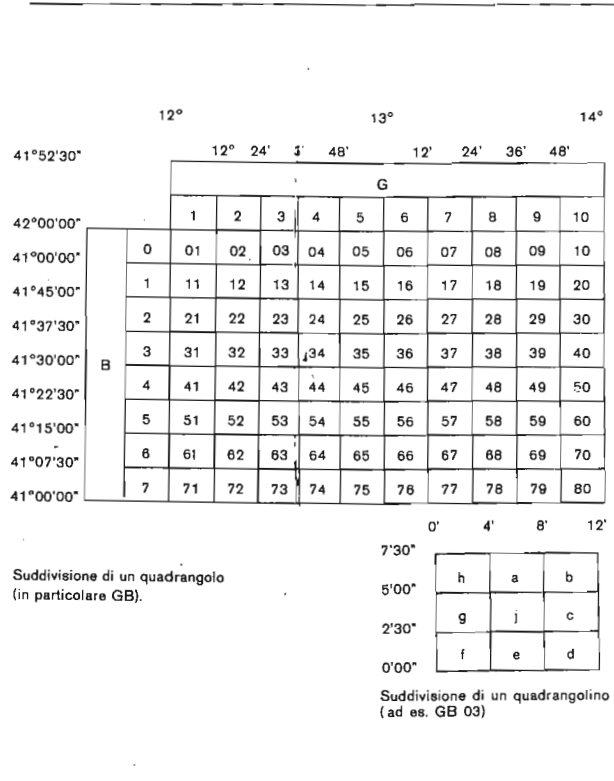 12° 13° 14°
12° 24' 3' 48' 12' 24' 36' 48'
41°52'30"
G
1 2 3 4 5 6 7 8 9 10
42°00'00"
0 01 02 03 04 05 06 07 08 09 10
41°00'00"
1 11 12 13 14 15 16 17 18 19 20
41°45'00"
2 21 22 23 24 25 26 27 28 29 30
41°37'30"
B 3 31 32 33 34 35 36 37 38 39 40
41°30'00"
4 41 42 43 44 45 46 47 48 49 50
41°22'30"
5 51 52 53 54 55 56 57 58 59 60
41°15'00"
6 61 62 63 64 65 66 67 68 69 70
41°07'30"
7 71 72 73 74 75 76 77 78 79 80
41°00'00"
0' 4' 8' 12'
7'30"
h a b
5'00"
g j c
2'30"
f e d
0'00"
Suddivisione di un quadrangolo
(in particolare GB).
Suddivisione di un quadrangolino
(ad es. GB 03)